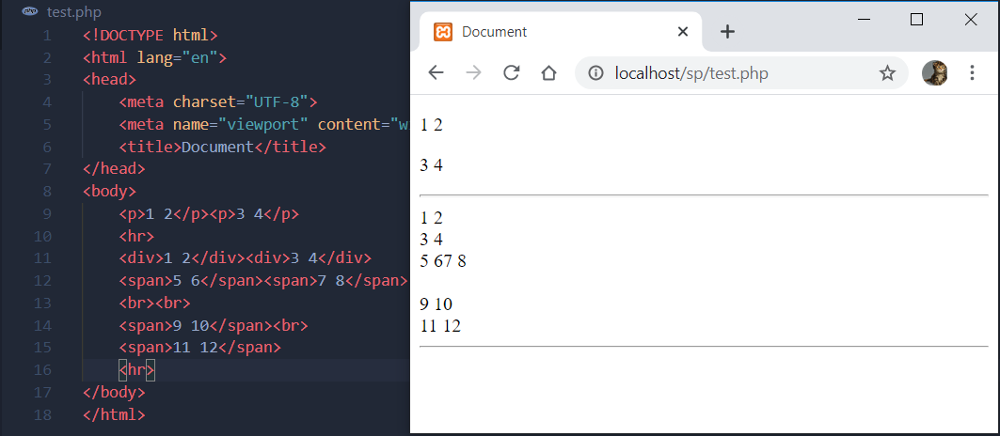 test.php
1 <!DOCTYPE html>
2 <html lang="en">
3 <head>
4 <meta charset="UTF-8">
5 <meta name="viewport" content="w
6 <title>Document</title>
7 </head>
8 <body>
9 <p>1 2</p><p>3 4</p>
10 <hr>
11 <div>1 2</div><div>3 4</div>
12 <span>5 6</span><span>7 8</span>
13 <br><br>
14 <span>9 10</span><br>
15 <span>11 12</span>
16 <hr>
17 </body>
18 </html>
Document
localhost/sp/test.php
1 2
3 4
1 2
3 4
5 67 8
9 10
11 12